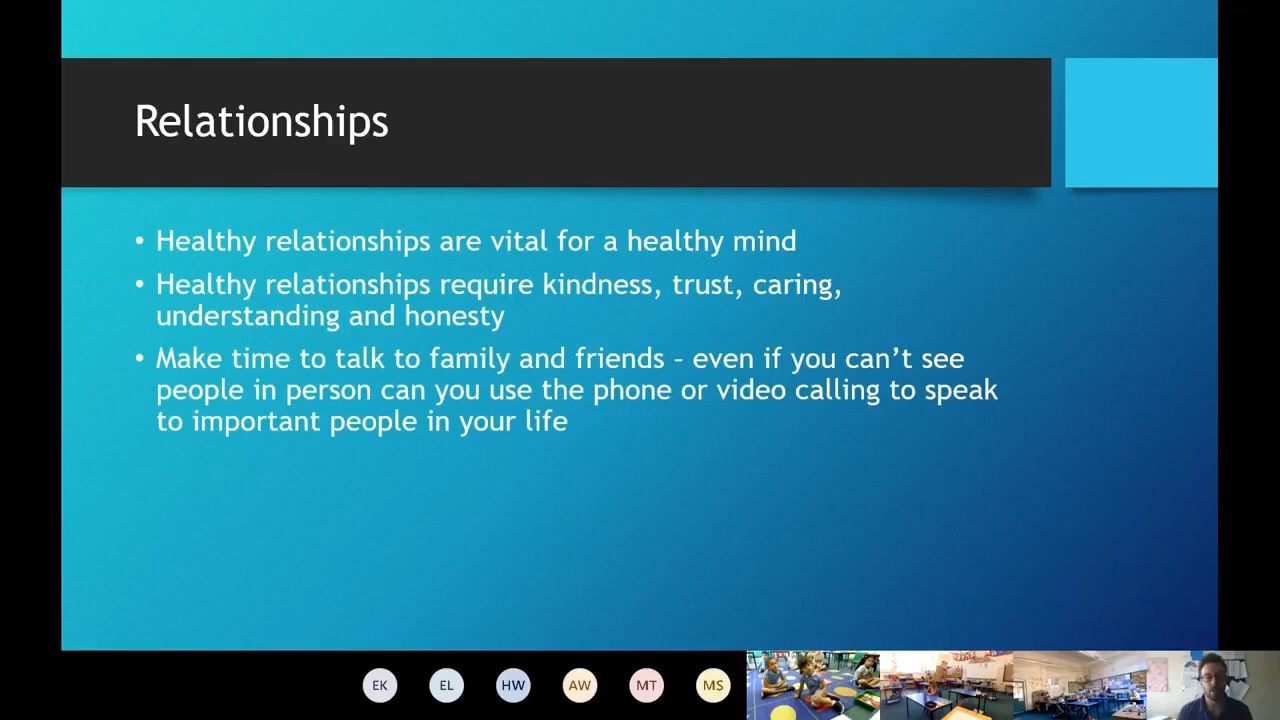 Relationships
• Healthy relationships are vital for a healthy mind
• Healthy relationships require kindness, trust, caring,
understanding and honesty
• Make time to talk to family and friends – even if you can’t see
people in person can you use the phone or video calling to speak
to important people in your life
EK EL HW AW MT MS